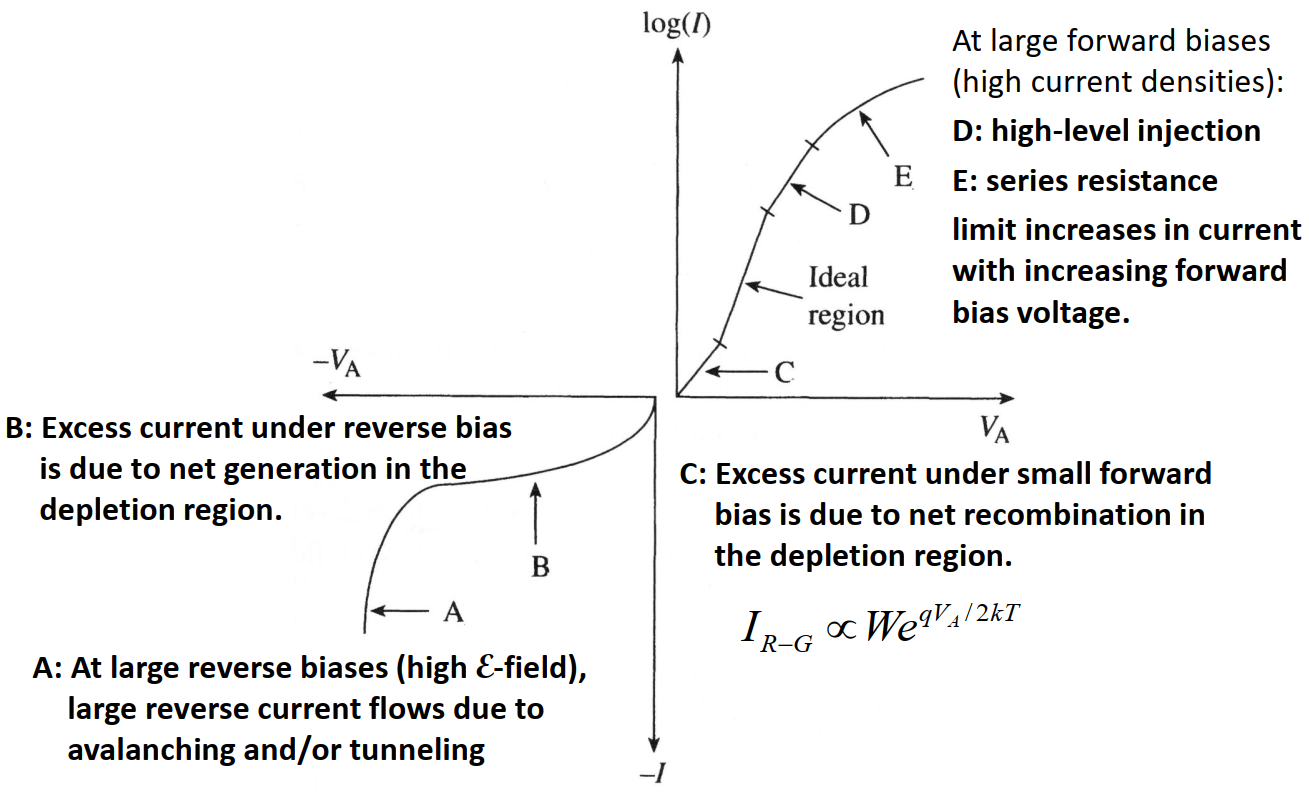 log(I)
At large forward biases
(high current densities):
D: high-level injection
E: series resistance
limit increases in current
with increasing forward
bias voltage.
E
D
Ideal
region
C
–V_A
V_A
B: Excess current under reverse bias
is due to net generation in the
depletion region.
C: Excess current under small forward
bias is due to net recombination in
the depletion region.
B
A
I_{R–G} ∝ We^{qV_A/2kT}
A: At large reverse biases (high ℰ-field),
large reverse current flows due to
avalanching and/or tunneling
–I